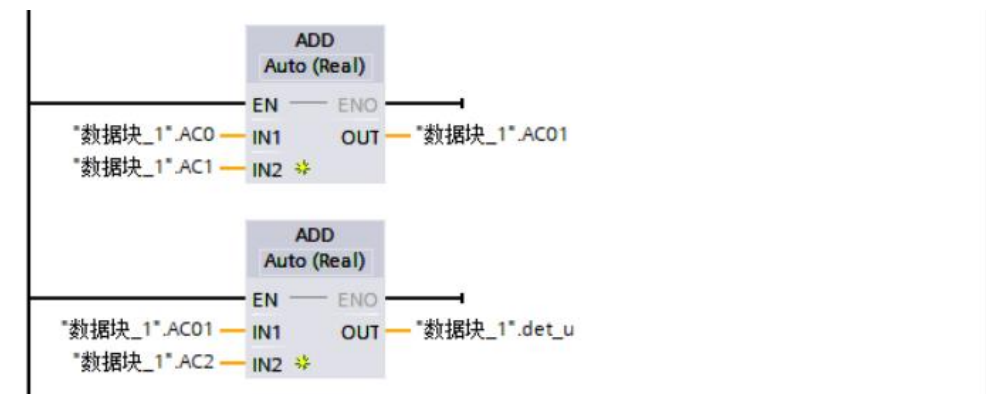 ADD
Auto (Real)
EN ENO
"数据块_1".AC0 IN1 OUT "数据块_1".AC01
"数据块_1".AC1 IN2
ADD
Auto (Real)
EN ENO
"数据块_1".AC01 IN1 OUT "数据块_1".det_u
"数据块_1".AC2 IN2